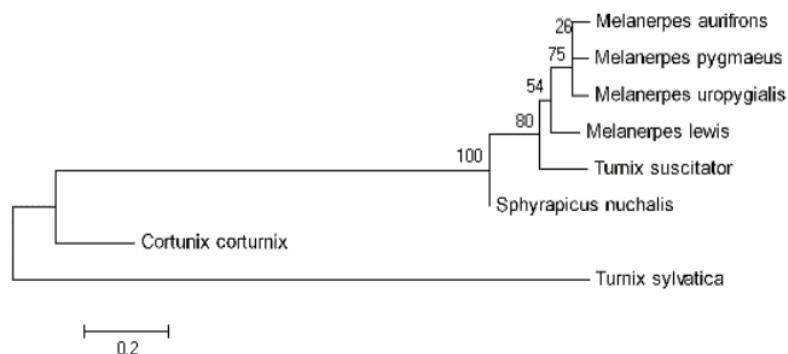 Melanerpes aurifrons
26
Melanerpes pygmaeus
75
Melanerpes uropygialis
54
Melanerpes lewis
80
Turnix suscitator
100
Sphyrapicus nuchalis
Cortunix corturnix
Turnix sylvatica
0.2